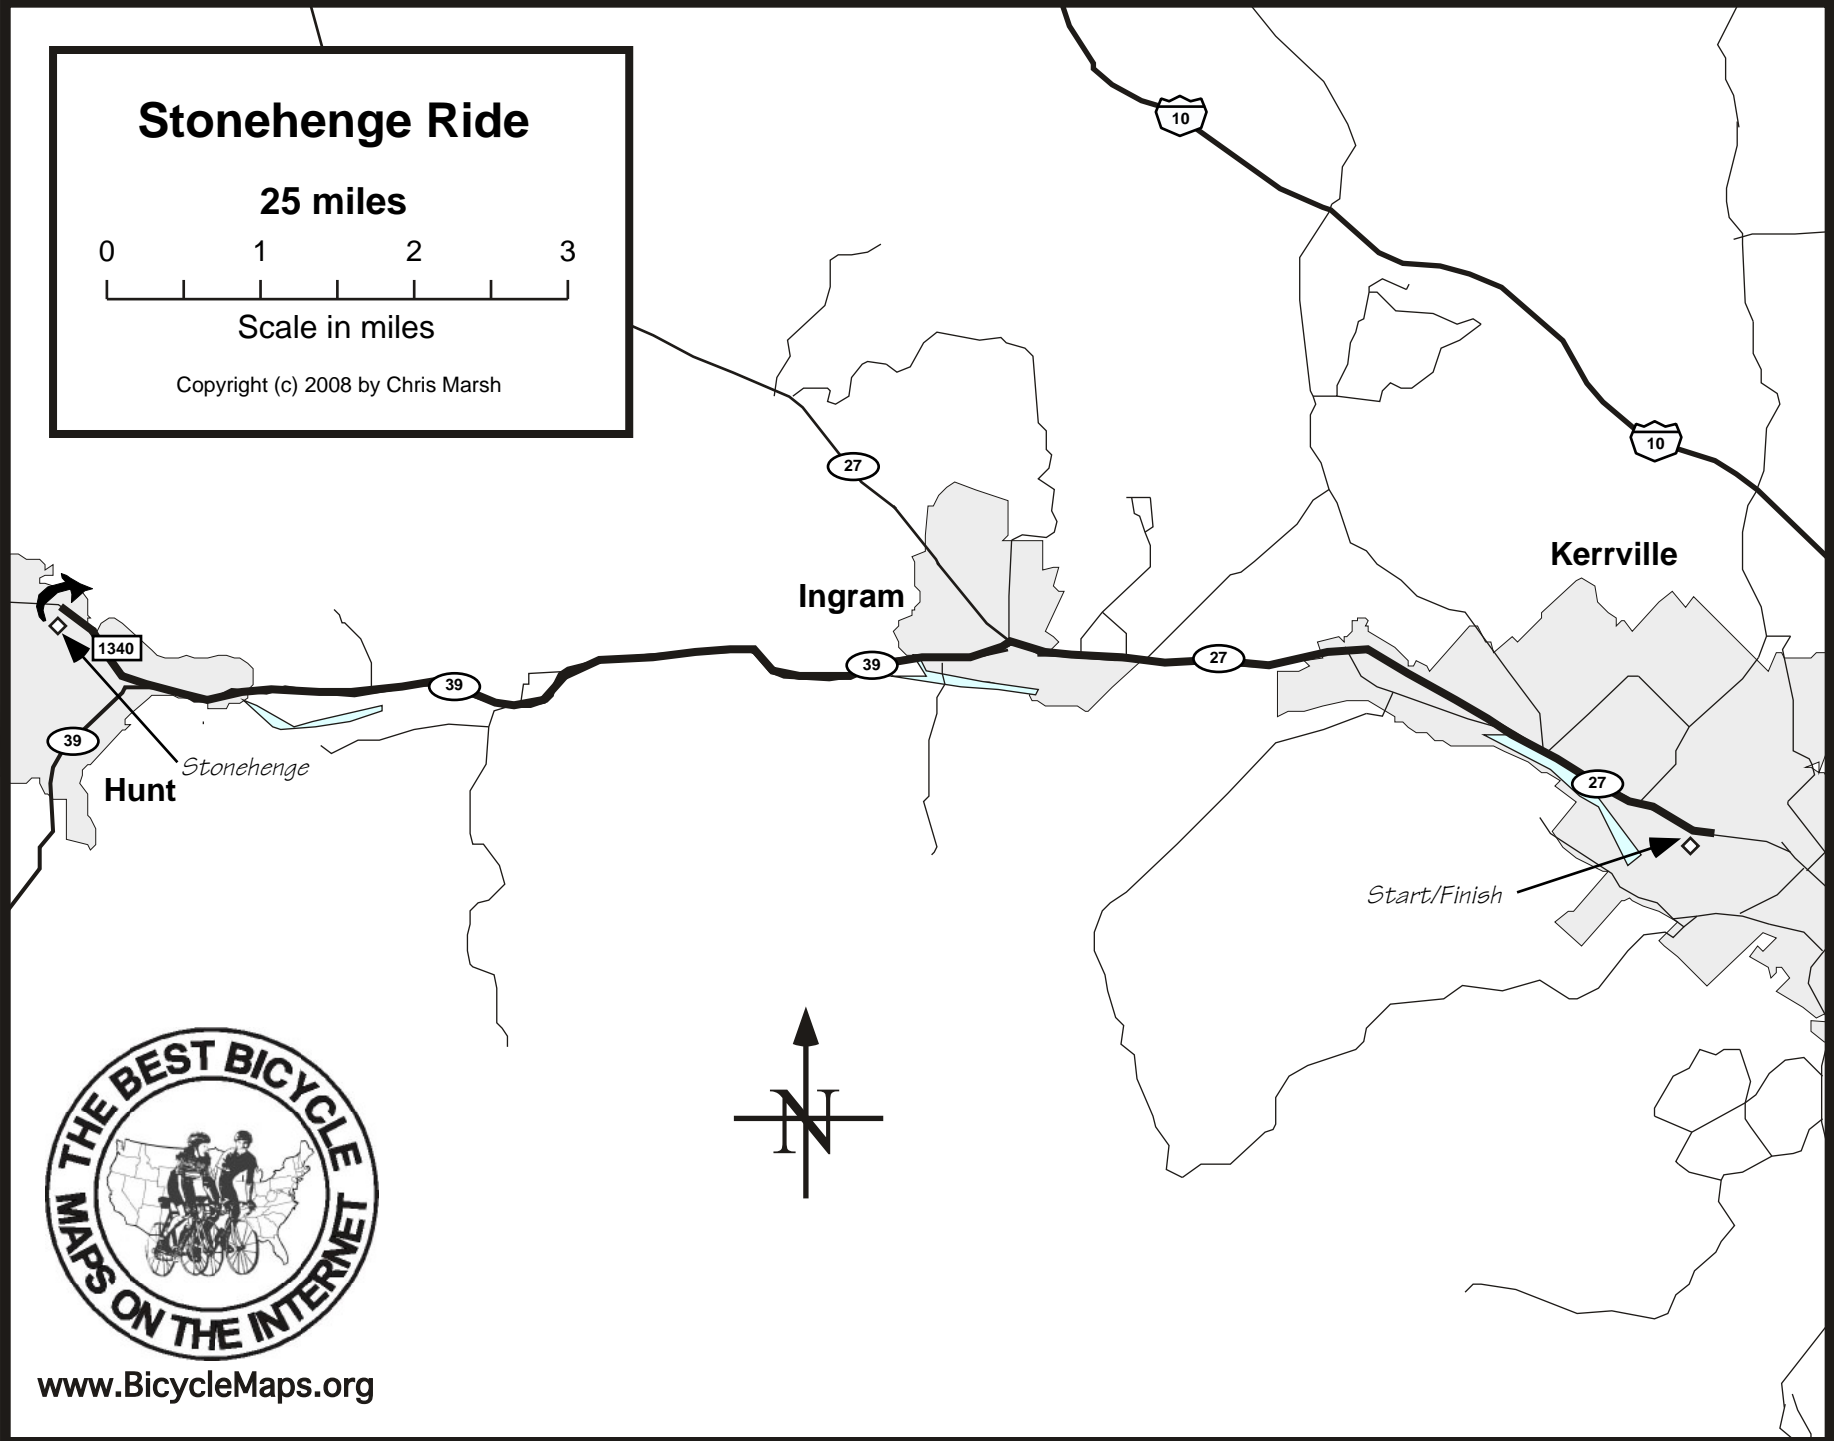 Stonehenge Ride
25 miles
0 1 2 3
Scale in miles
Copyright (c) 2008 by Chris Marsh
10
10
27
Kerrville
Ingram
1340
39
27
39
39
Stonehenge
Hunt
27
Start/Finish
N
THE BEST BICYCLE
MAPS ON THE INTERNET
www.BicycleMaps.org